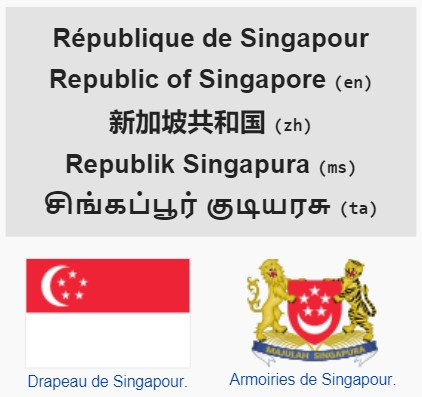 République de Singapour
Republic of Singapore (en)
新加坡共和国 (zh)
Republik Singapura (ms)
சிங்கப்பூர் குடியரசு (ta)
MAJULAH SINGAPURA
Drapeau de Singapour.
Armoiries de Singapour.